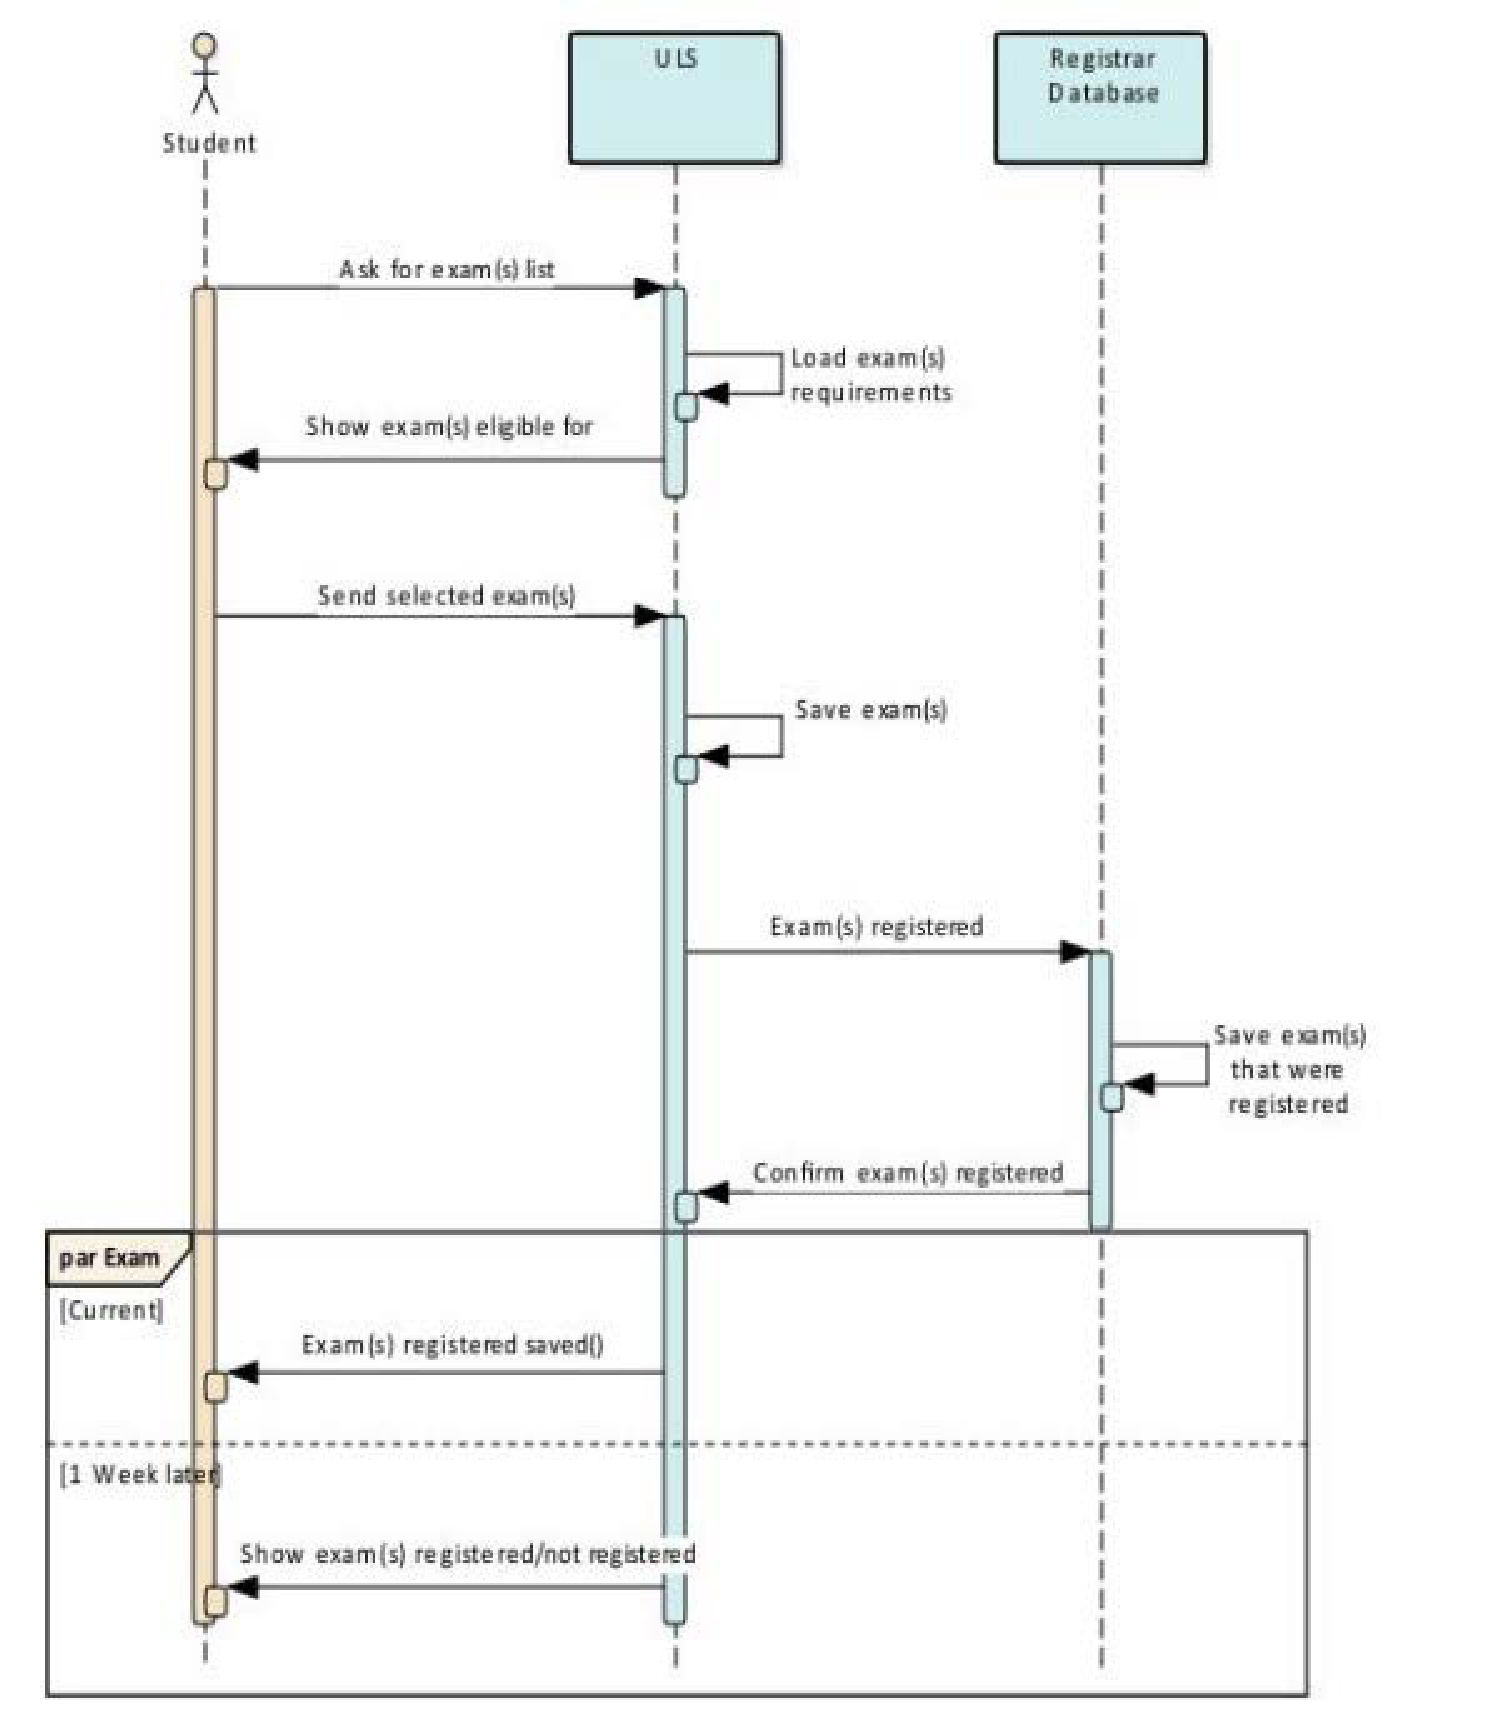 Student
ULS
Registrar
Database
Ask for exam(s) list
Load exam(s)
requirements
Show exam(s) eligible for
Send selected exam(s)
Save exam(s)
Exam(s) registered
Save exam(s)
that were
registered
Confirm exam(s) registered
par Exam
[Current]
Exam(s) registered saved()
[1 Week later]
Show exam(s) registered/not registered